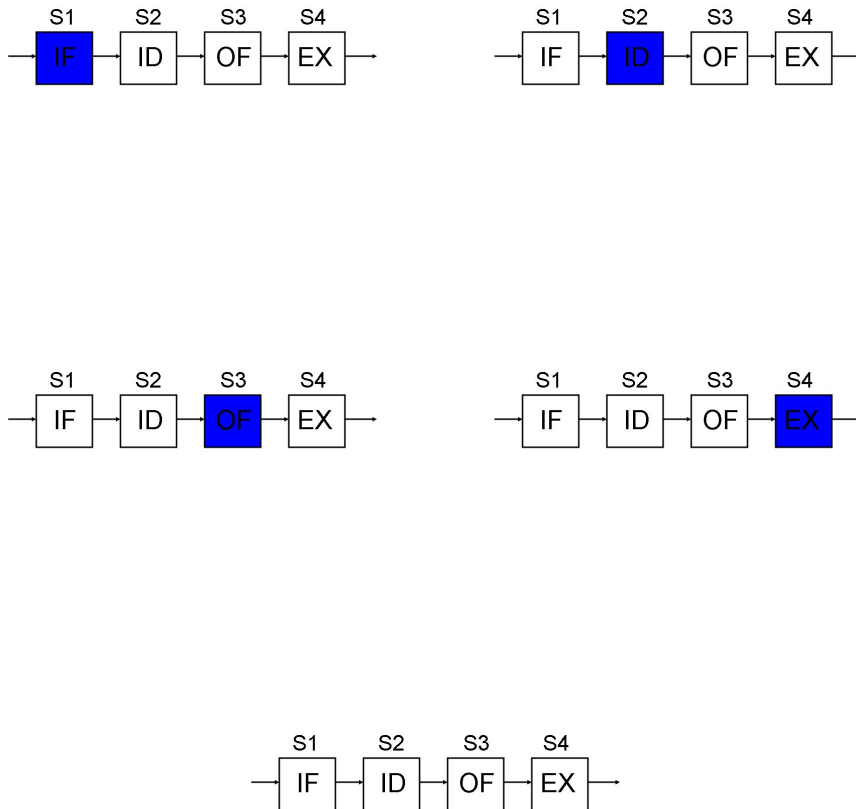 S1 S2 S3 S4
IF ID OF EX
S1 S2 S3 S4
IF ID OF EX
S1 S2 S3 S4
IF ID OF EX
S1 S2 S3 S4
IF ID OF EX
S1 S2 S3 S4
IF ID OF EX